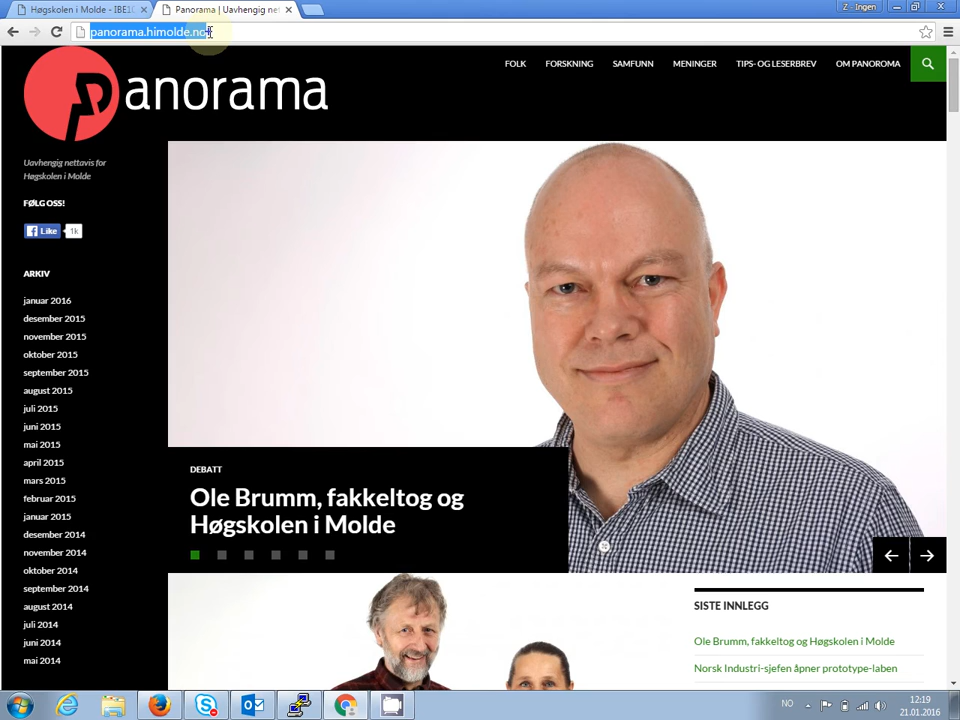 Høgskolen i Molde - IBE1
Panorama | Uavhengig ne
Z - Ingen
panorama.himolde.no
panorama
FOLK
FORSKNING
SAMFUNN
MENINGER
TIPS- OG LESERBREV
OM PANOROMA
Uavhengig nettavis for
Høgskolen i Molde
FØLG OSS!
Like
1k
ARKIV
januar 2016
desember 2015
november 2015
oktober 2015
september 2015
august 2015
juli 2015
juni 2015
mai 2015
april 2015
mars 2015
februar 2015
januar 2015
desember 2014
november 2014
oktober 2014
september 2014
august 2014
juli 2014
juni 2014
mai 2014
DEBATT
Ole Brumm, fakkeltog og
Høgskolen i Molde
SISTE INNLEGG
Ole Brumm, fakkeltog og Høgskolen i Molde
Norsk Industri-sjefen åpner prototype-laben
NO
12:19
21.01.2016